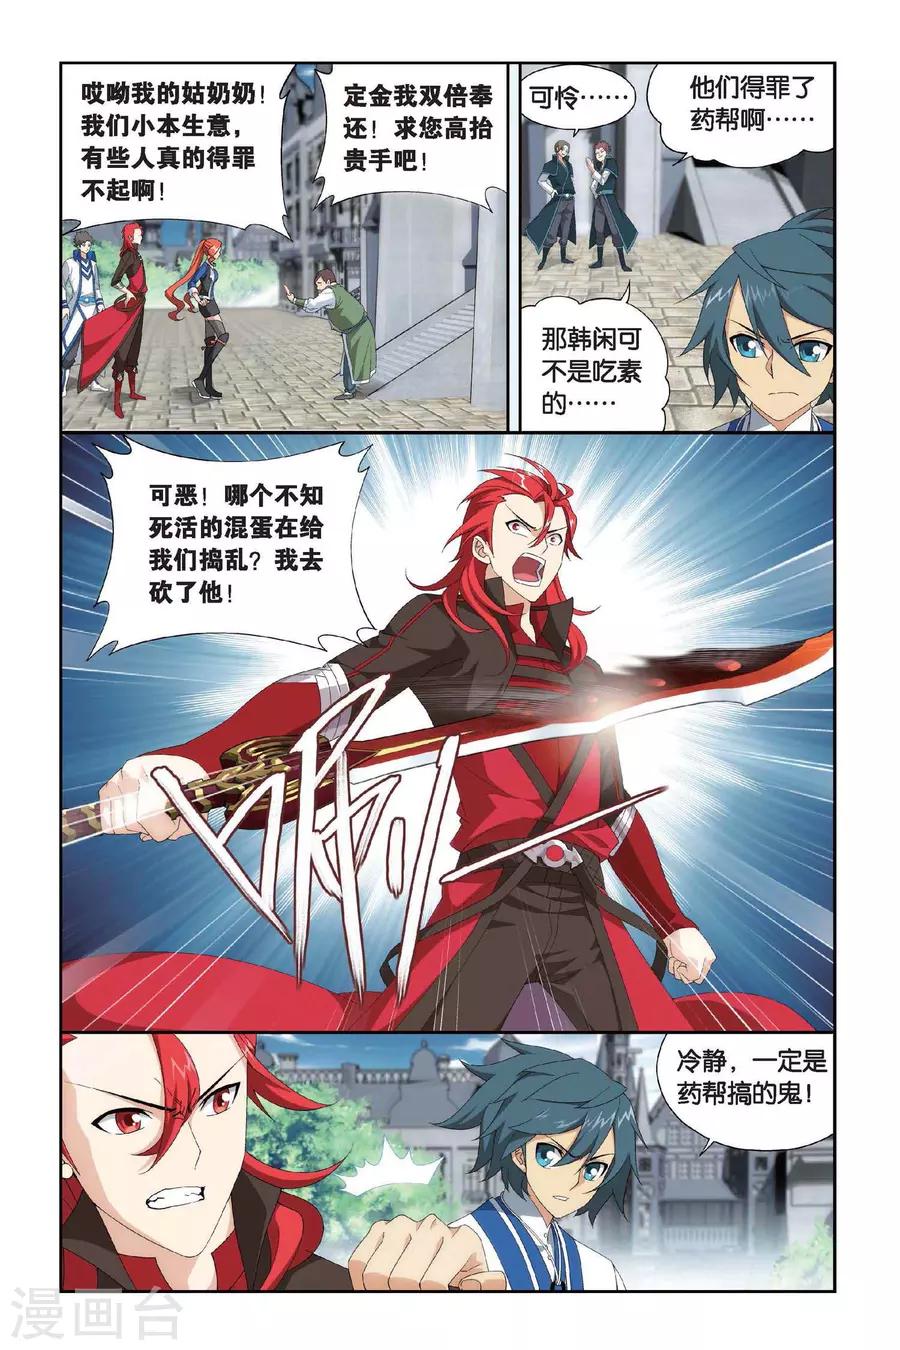 哎呦我的姑奶奶！
我们小本生意，
有些人真的得罪
不起啊！
定金我双倍奉
还！求您高抬
贵手吧！
可怜……
他们得罪了
药帮啊……
那韩闲可
不是吃素
的……
可恶！哪个不知
死活的混蛋在给
我们捣乱？我去
砍了他！
唰
冷静，一定是
药帮搞的鬼！
漫画台